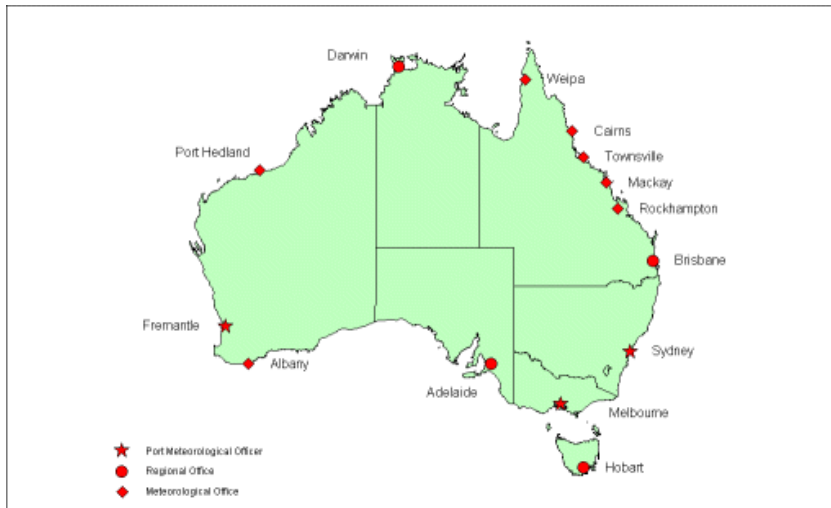 Darwin
Weipa
Cairns
Port Hedland
Townsville
Mackay
Rockhampton
Brisbane
Fremantle
Sydney
Albany
Adelaide
Melbourne
Port Meteorological Officer
Regional Office
Hobart
Meteorological Office